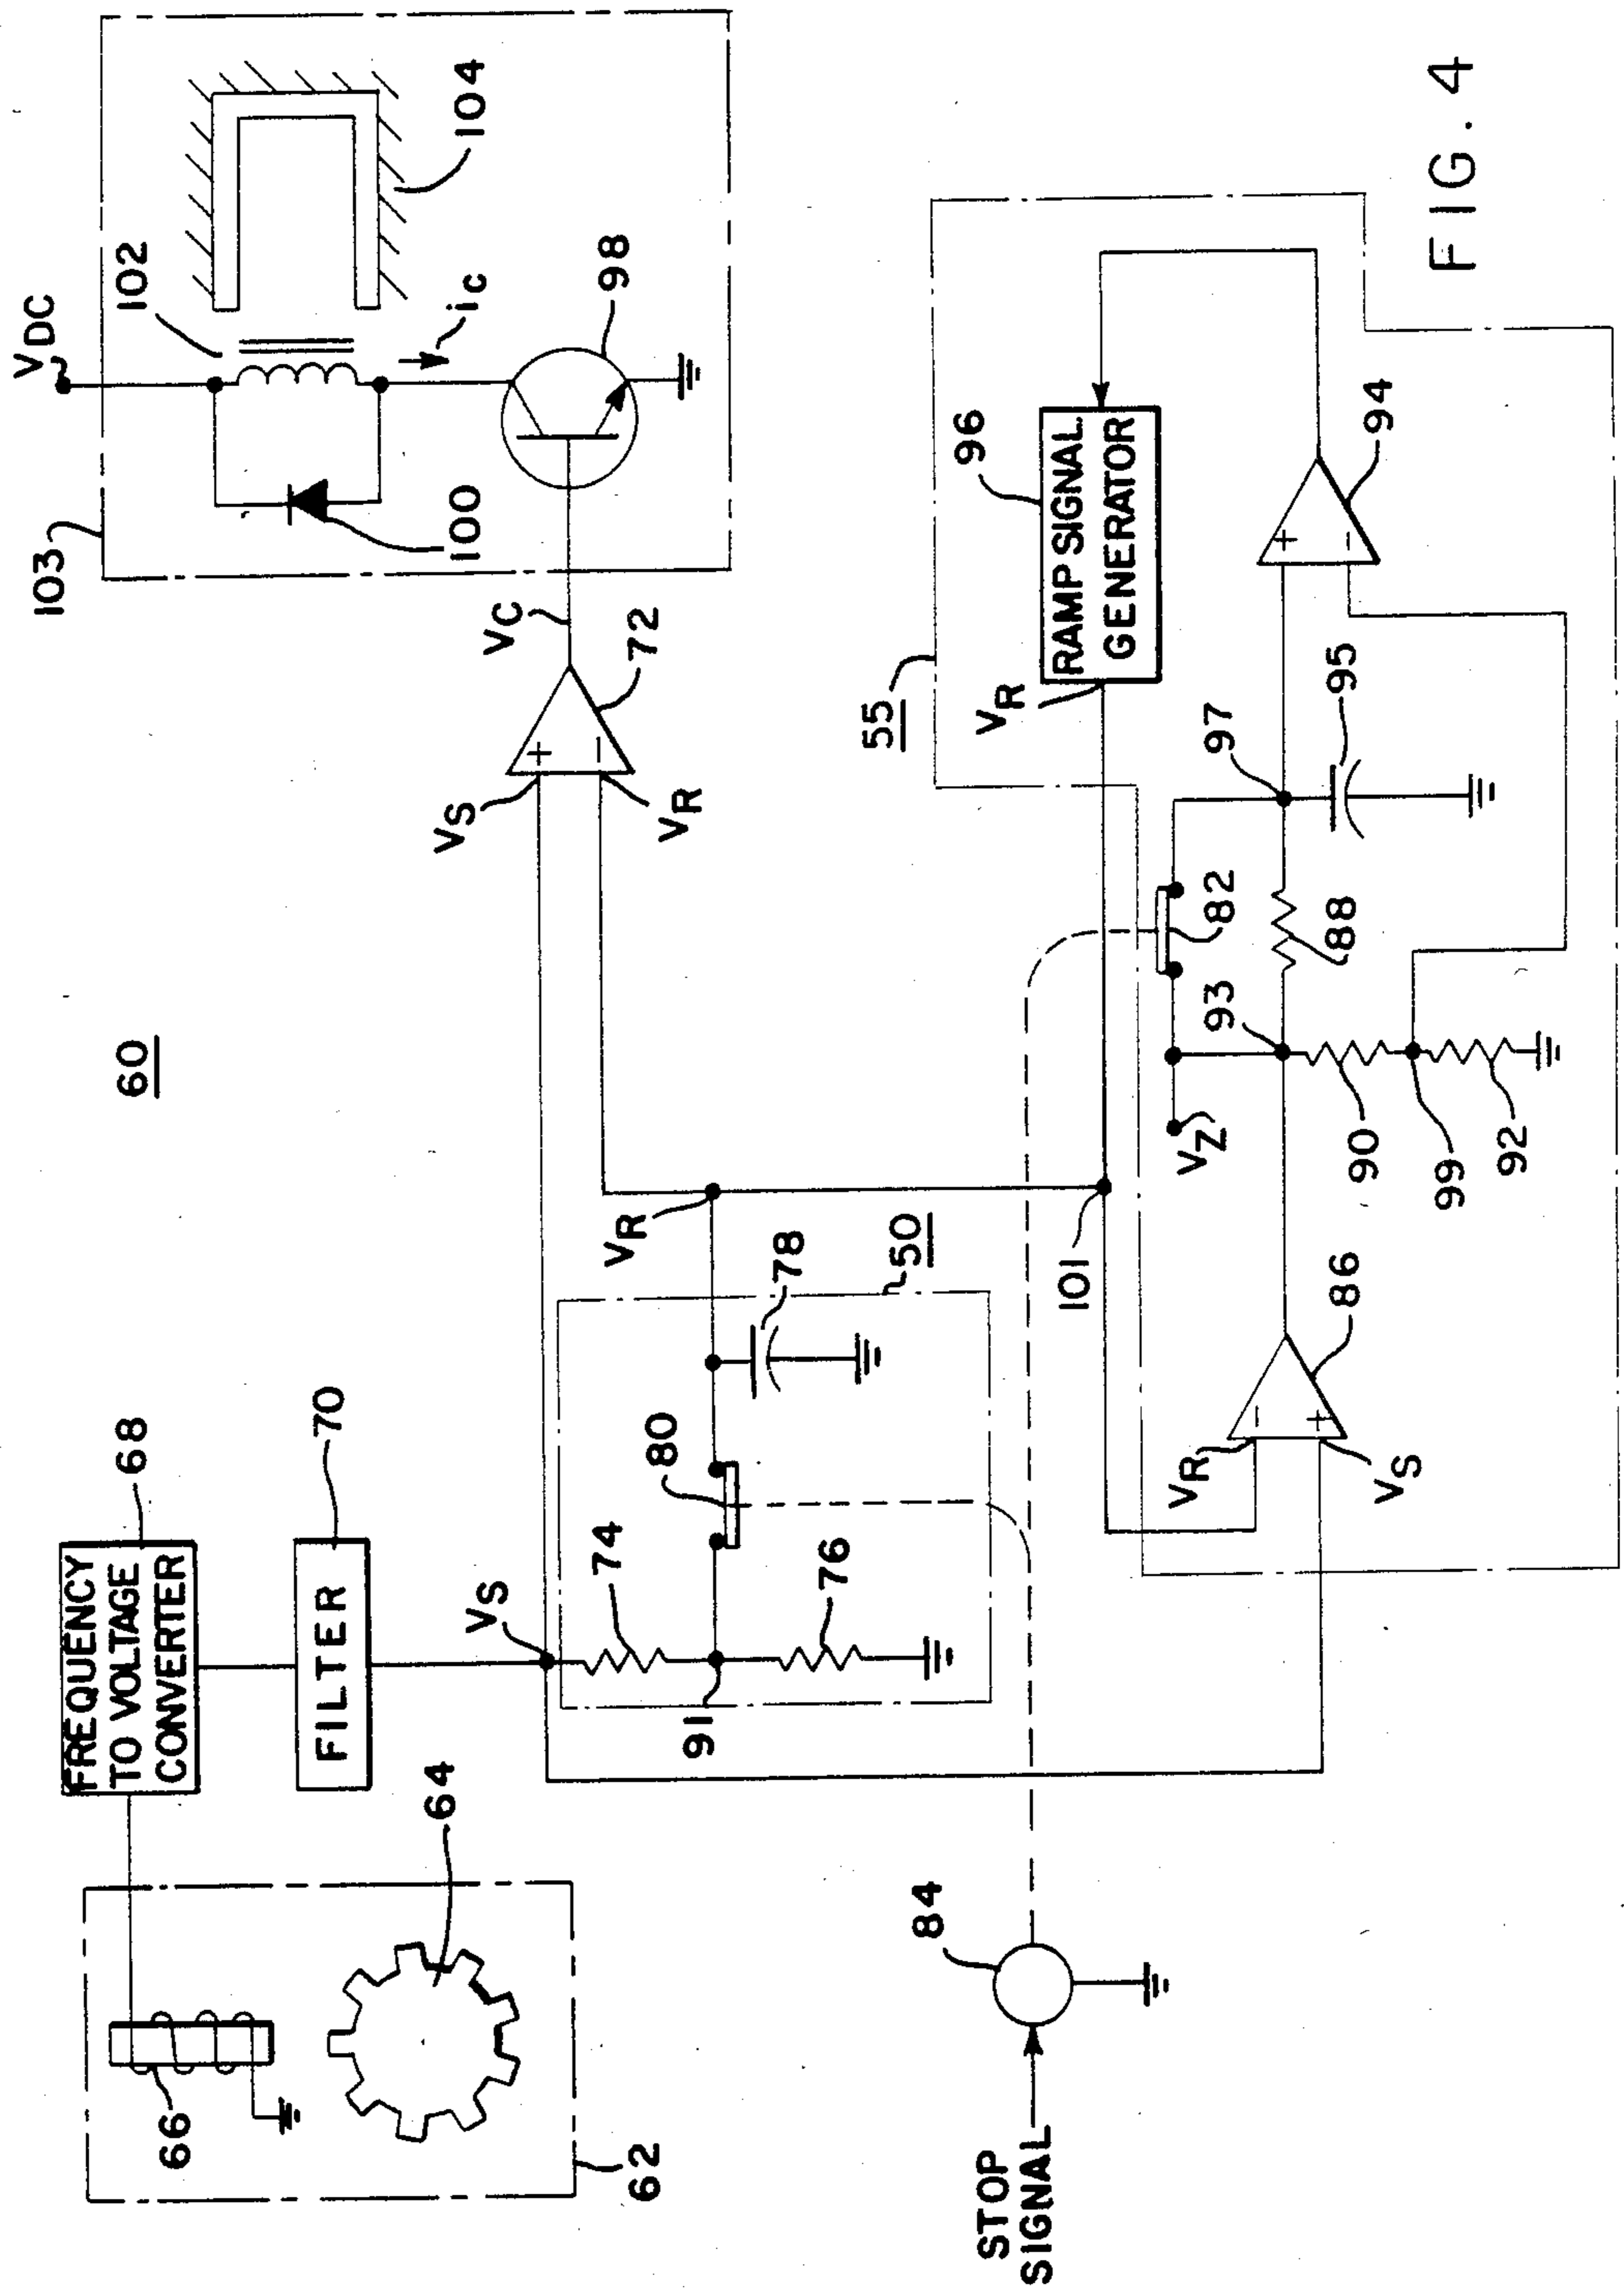 60
FREQUENCY
TO VOLTAGE
CONVERTER
68
FILTER
70
66
64
62
VS
74
76
91
80
78
50
VR
VS
VR
72
VC
103
VDC
102
100
ic
98
104
STOP
SIGNAL
84
101
55
VR
96
RAMP SIGNAL
GENERATOR
VR
VS
86
VZ
93
82
88
97
95
90
99
92
94
FIG. 4